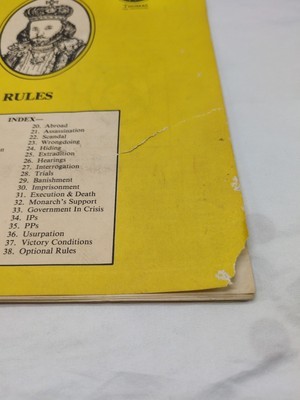 RULES
INDEX—
20. Abroad
21. Assassination
22. Scandal
23. Wrongdoing
24. Hiding
25. Extradition
26. Hearings
27. Interrogation
28. Trials
29. Banishment
30. Imprisonment
31. Execution & Death
32. Monarch's Support
33. Government In Crisis
34. IPs
35. PPs
36. Usurpation
37. Victory Conditions
38. Optional Rules